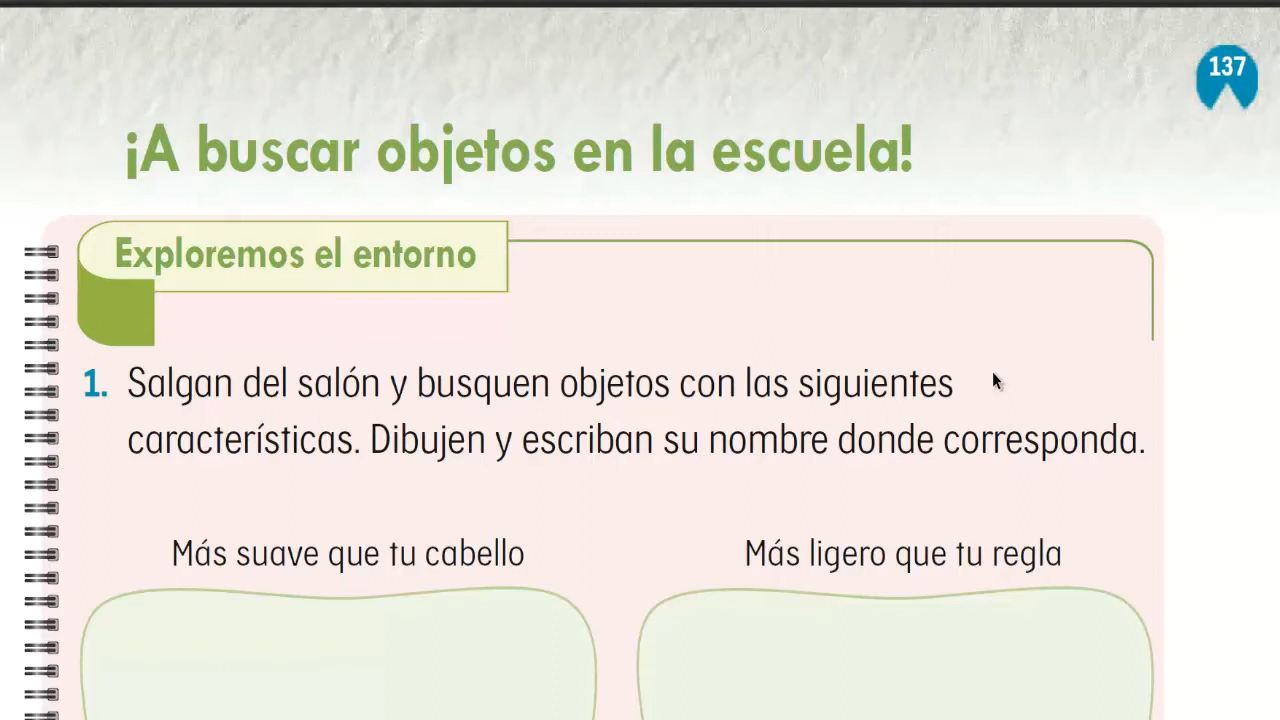 137
¡A buscar objetos en la escuela!
Exploremos el entorno
1. Salgan del salón y busquen objetos con las siguientes
características. Dibujen y escriban su nombre donde corresponda.
Más suave que tu cabello
Más ligero que tu regla